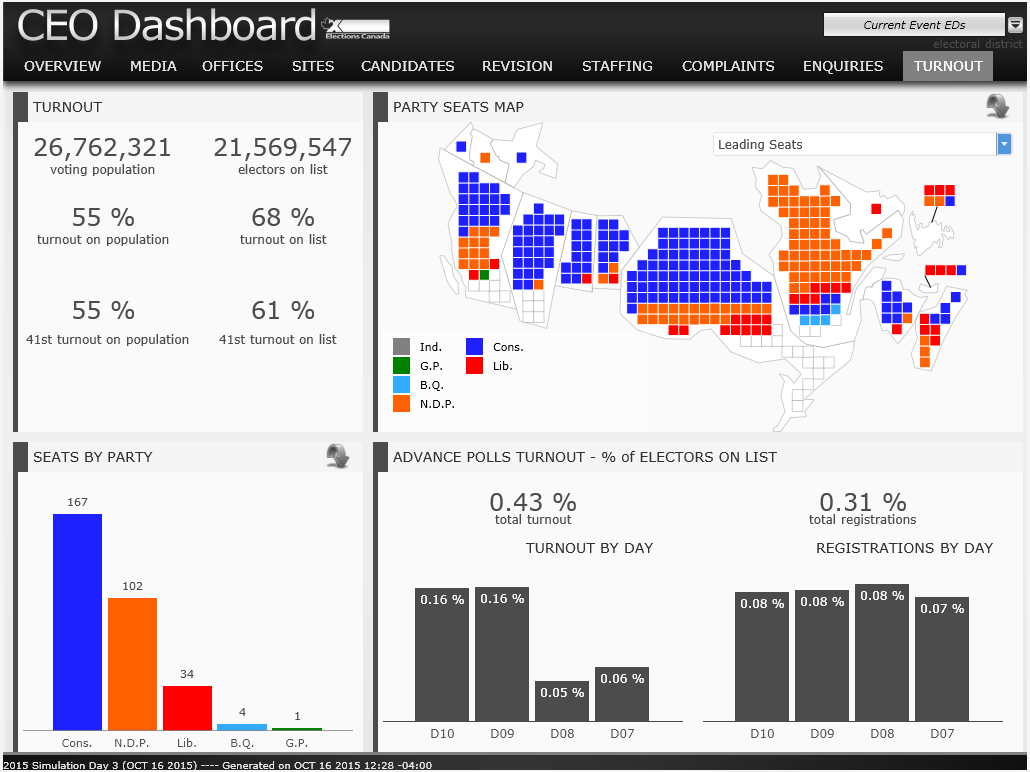 CEO Dashboard
Elections Canada
Current Event EDs
electoral district
OVERVIEW MEDIA OFFICES SITES CANDIDATES REVISION STAFFING COMPLAINTS ENQUIRIES TURNOUT
TURNOUT
26,762,321 21,569,547
voting population electors on list
55 % 68 %
turnout on population turnout on list
55 % 61 %
41st turnout on population 41st turnout on list
PARTY SEATS MAP
Leading Seats
Ind. Cons.
G.P. Lib.
B.Q.
N.D.P.
SEATS BY PARTY
167
102
34
4
1
Cons. N.D.P. Lib. B.Q. G.P.
ADVANCE POLLS TURNOUT - % of ELECTORS ON LIST
0.43 % 0.31 %
total turnout total registrations
TURNOUT BY DAY REGISTRATIONS BY DAY
0.16 % 0.16 % 0.05 % 0.06 %
D10 D09 D08 D07
0.08 % 0.08 % 0.08 % 0.07 %
D10 D09 D08 D07
2015 Simulation Day 3 (OCT 16 2015) ---- Generated on OCT 16 2015 12:28 -04:00